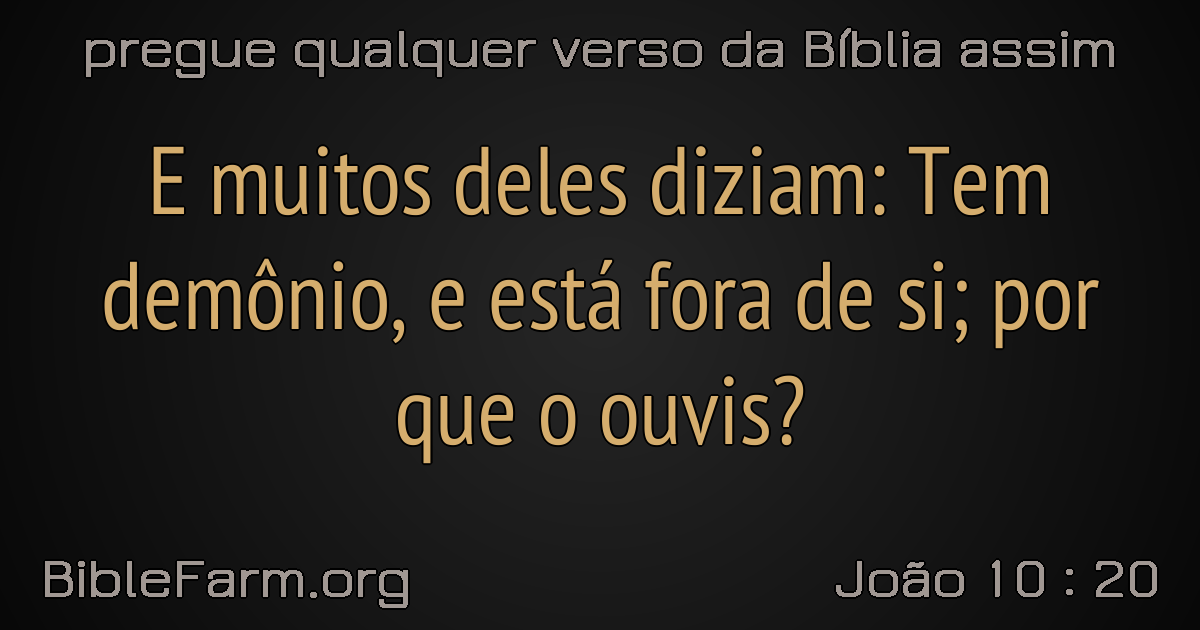 pregue qualquer verso da Bíblia assim
E muitos deles diziam: Tem
demônio, e está fora de si; por
que o ouvis?
BibleFarm.org
João 10 : 20